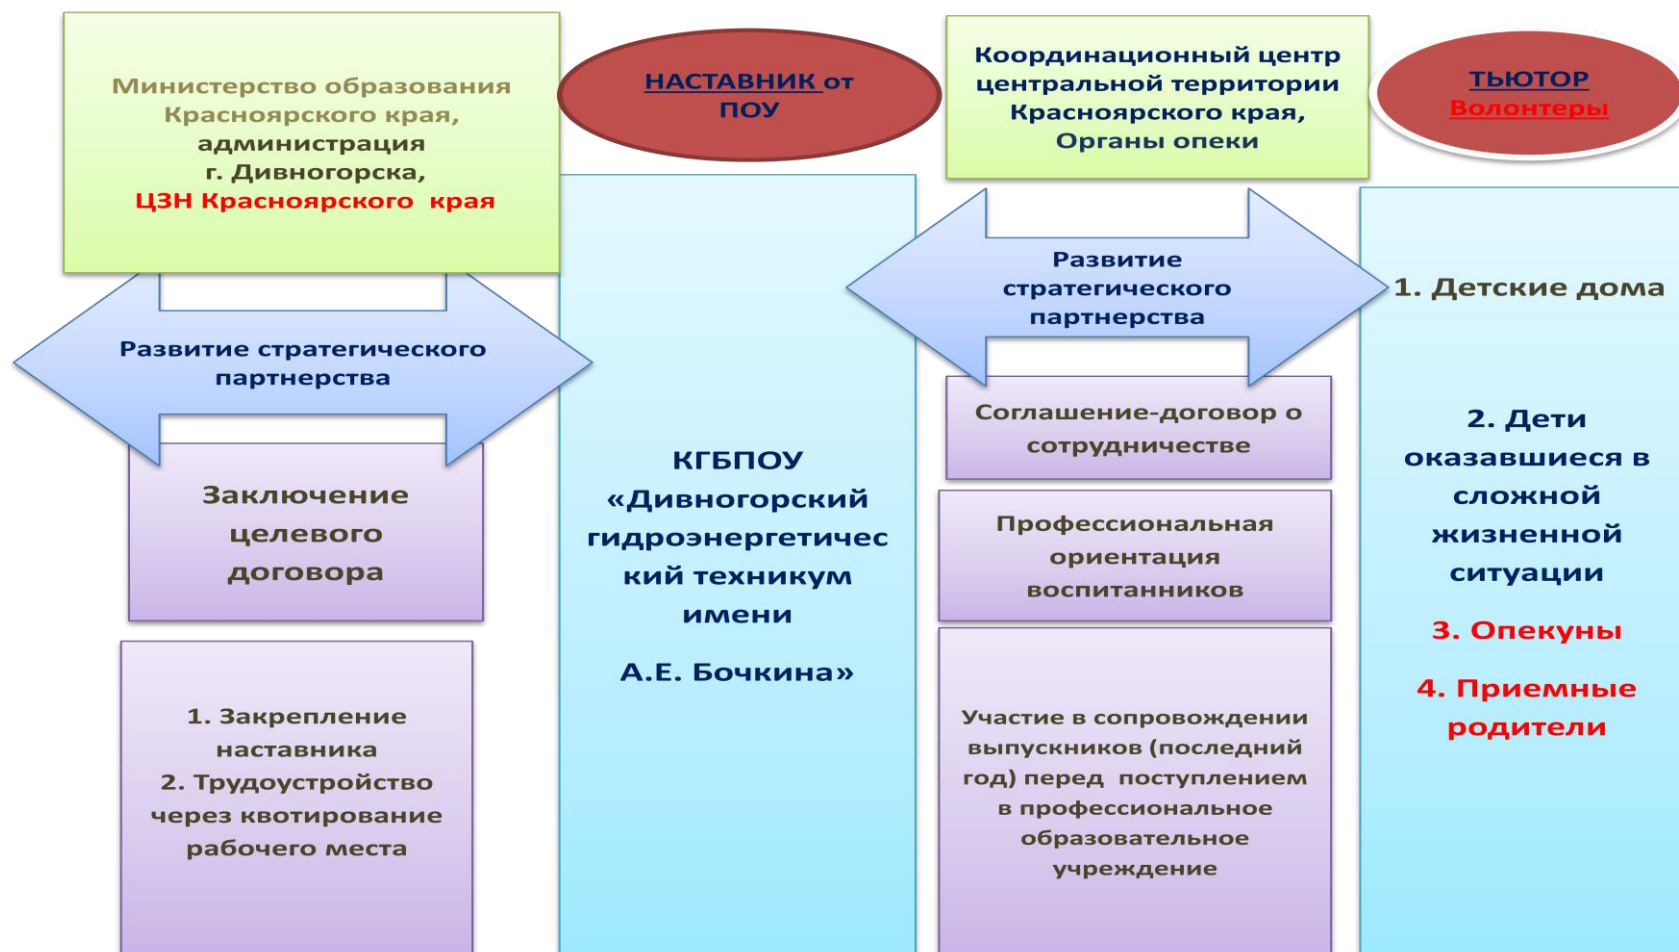 Министерство образования
Красноярского края,
администрация
г. Дивногорска,
ЦЗН Красноярского края
НАСТАВНИК от
ПОУ
Координационный центр
центральной территории
Красноярского края,
Органы опеки
ТЬЮТОР
Волонтеры
Развитие стратегического
партнерства
Заключение
целевого
договора
1. Закрепление
наставника
2. Трудоустройство
через квотирование
рабочего места
КГБПОУ
«Дивногорский
гидроэнергетичес
кий техникум
имени
А.Е. Бочкина»
Развитие
стратегического
партнерства
Соглашение-договор о
сотрудничестве
Профессиональная
ориентация
воспитанников
Участие в сопровождении
выпускников (последний
год) перед поступлением
в профессиональное
образовательное
учреждение
1. Детские дома
2. Дети
оказавшиеся в
сложной
жизненной
ситуации
3. Опекуны
4. Приемные
родители